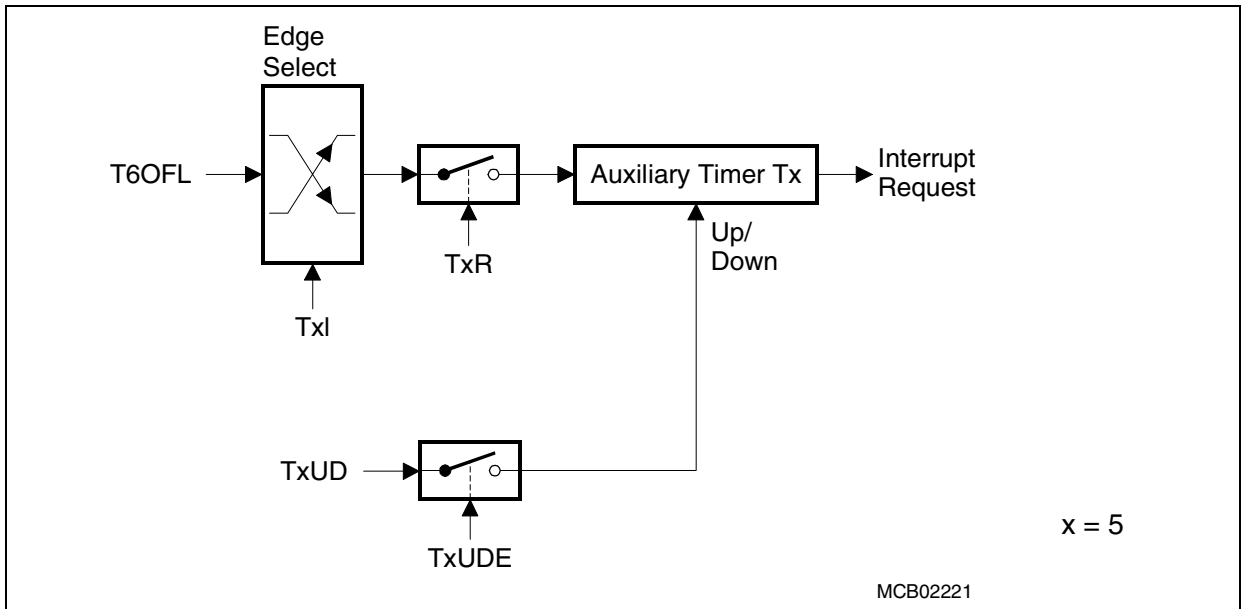 Edge
Select
T6OFL
TxI
TxR
Auxiliary Timer Tx
Interrupt
Request
Up/
Down
TxUD
TxUDE
x = 5
MCB02221